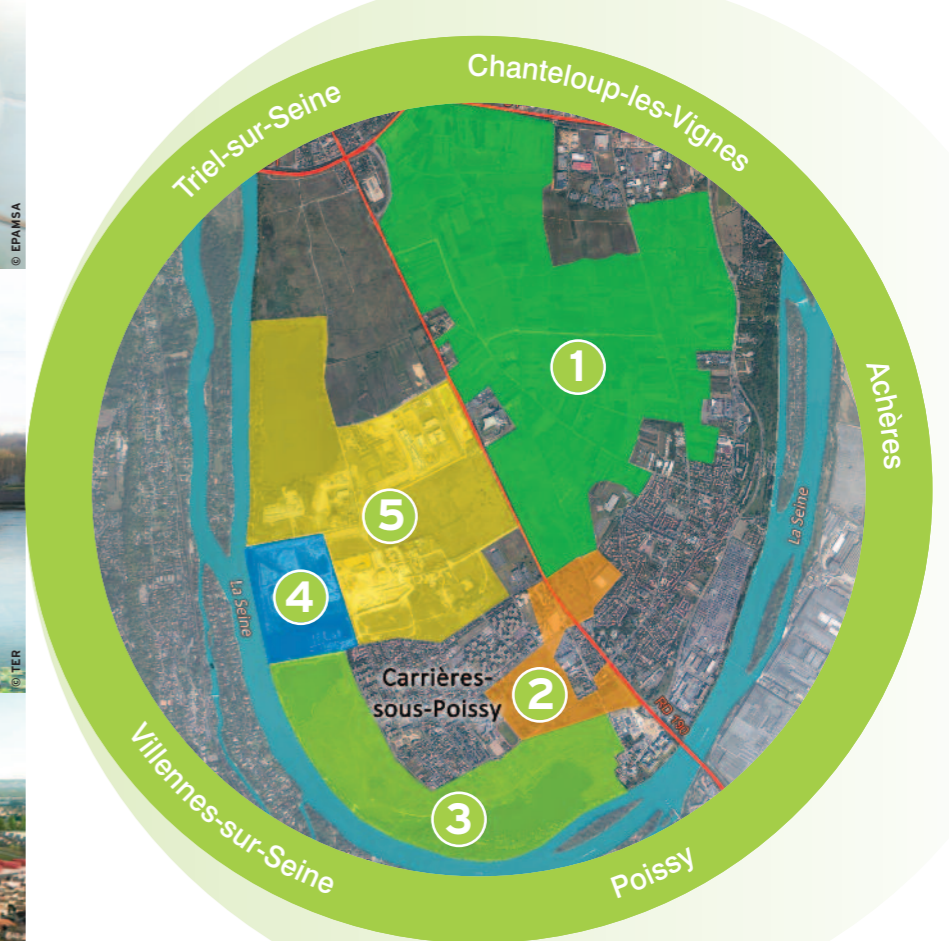 © EPAMSA
© TER
Triel-sur-Seine
Chanteloup-les-Vignes
Achères
1
5
La Seine
4
La Seine
Carrières-
sous-Poissy
2
RD 190
3
Villennes-sur-Seine
Poissy